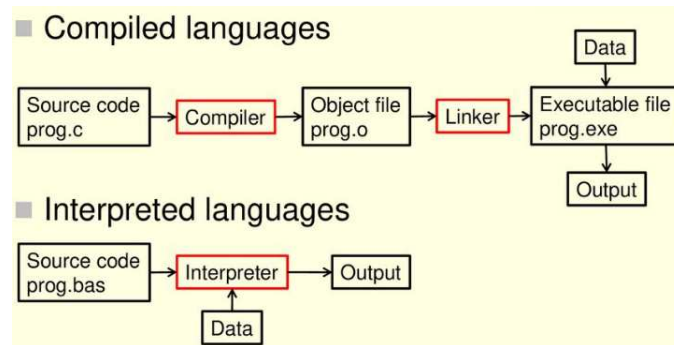 Compiled languages
Data
Source code
prog.c
Compiler
Object file
prog.o
Linker
Executable file
prog.exe
Output
Interpreted languages
Source code
prog.bas
Interpreter
Output
Data